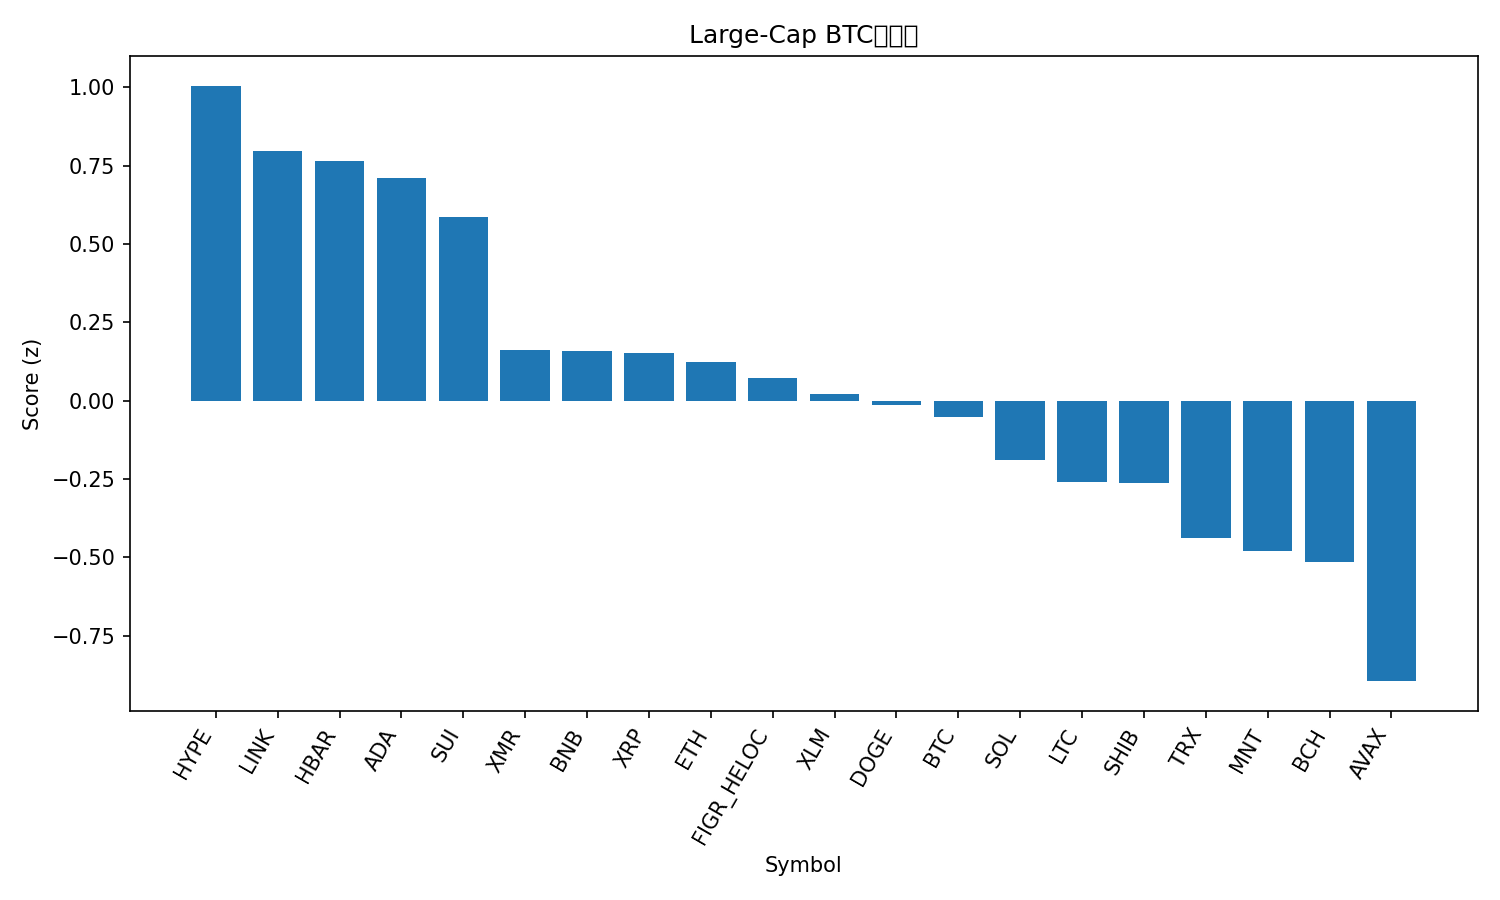 Large-Cap BTC
Score (z)
1.00
0.75
0.50
0.25
0.00
−0.25
−0.50
−0.75
HYPE
LINK
HBAR
ADA
SUI
XMR
BNB
XRP
ETH
FIGR_HELOC
XLM
DOGE
BTC
SOL
LTC
SHIB
TRX
MNT
BCH
AVAX
Symbol